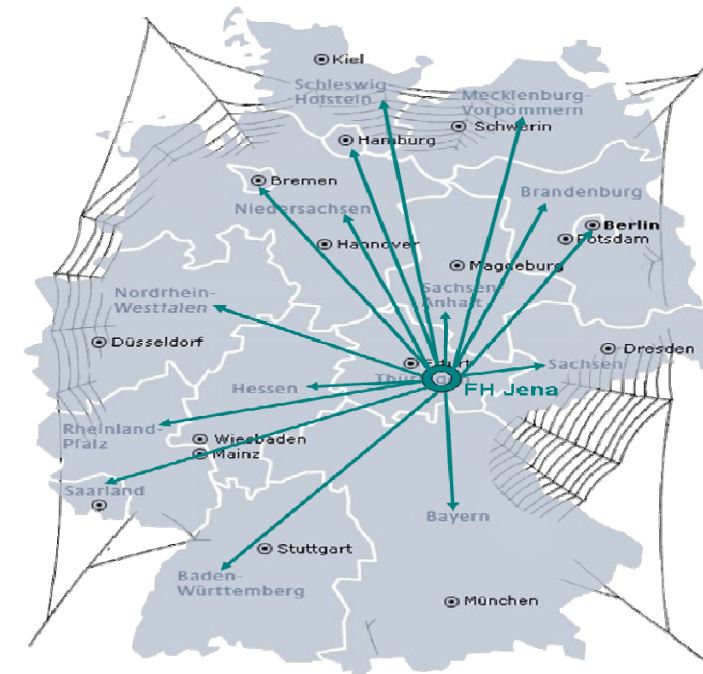 Kiel
Schleswig
Holstein
Mecklenburg-
Vorpommern
Schwerin
Hamburg
Bremen
Brandenburg
Niedersachsen
Berlin
Potsdam
Hannover
Magdeburg
Sachsen-
Anhalt
Nordrhein-
Westfalen
Düsseldorf
Dresden
Erfurt
Sachsen
Hessen
FH Jena
Rheinland-
Pfalz
Wiesbaden
Mainz
Saarland
Bayern
Stuttgart
Baden-
Württemberg
München